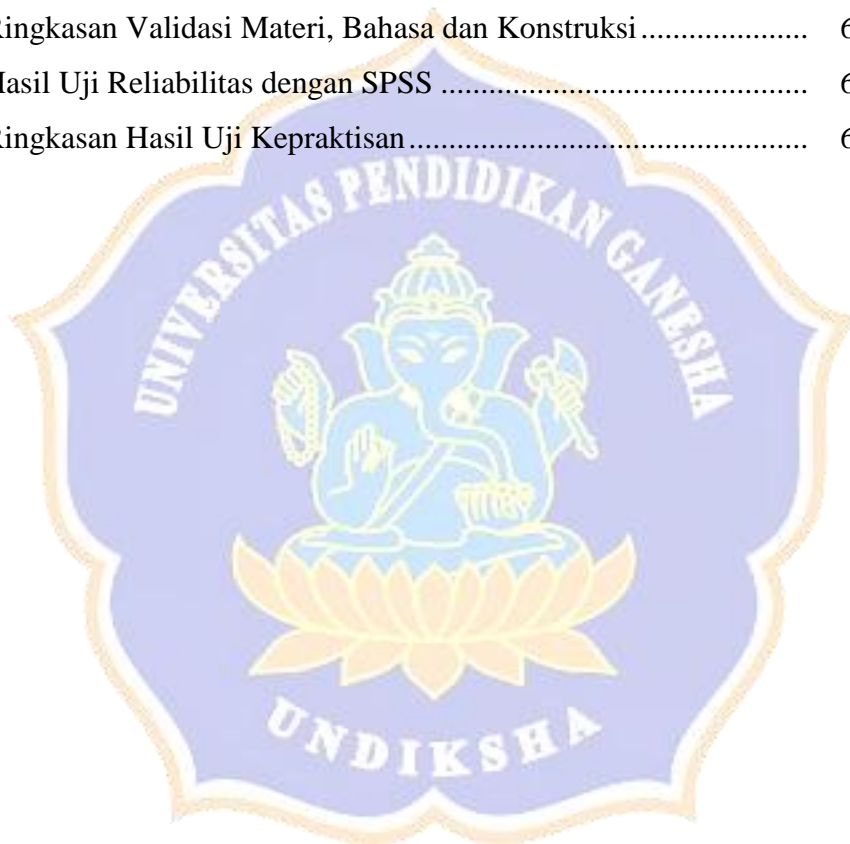 Ringkasan Validasi Materi, Bahasa dan Konstruksi ..................... 6
Hasil Uji Reliabilitas dengan SPSS .............................................. 6
Ringkasan Hasil Uji Kepraktisan .................................................. 6
UNIVERSITAS PENDIDIKAN GANESHA
UNDIKSHA